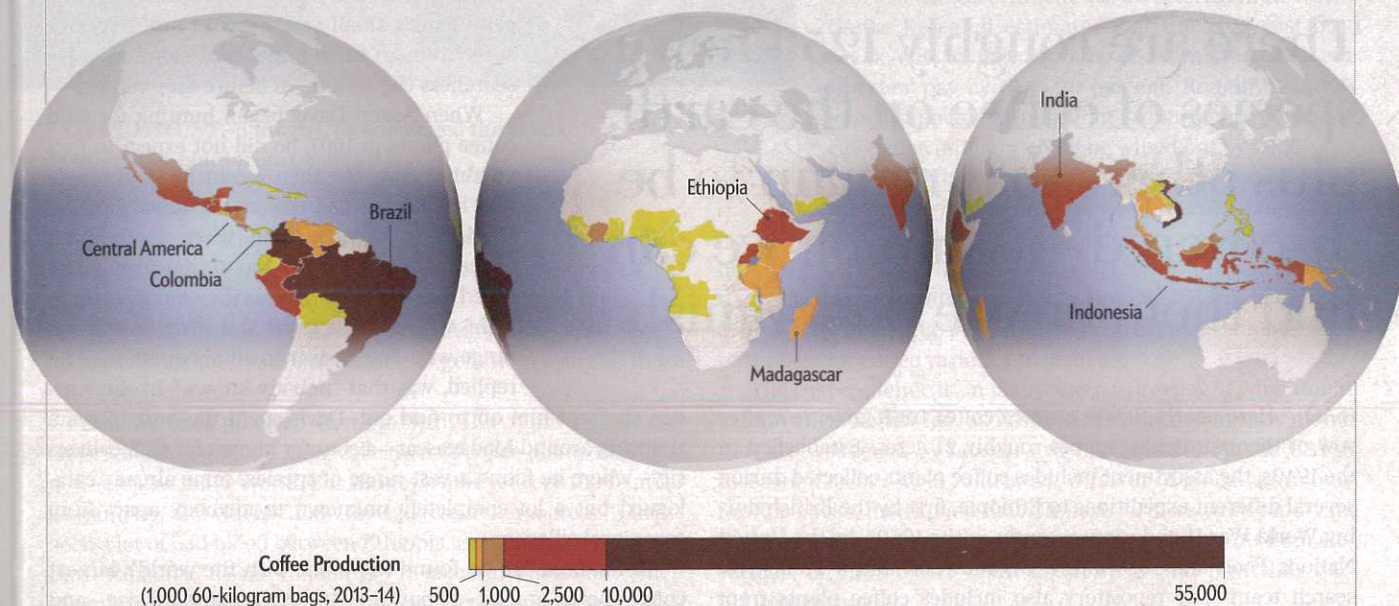 India
Ethiopia
Brazil
Central America
Colombia
Indonesia
Madagascar
Coffee Production
(1,000 60-kilogram bags, 2013–14) 500 1,000 2,500 10,000 55,000